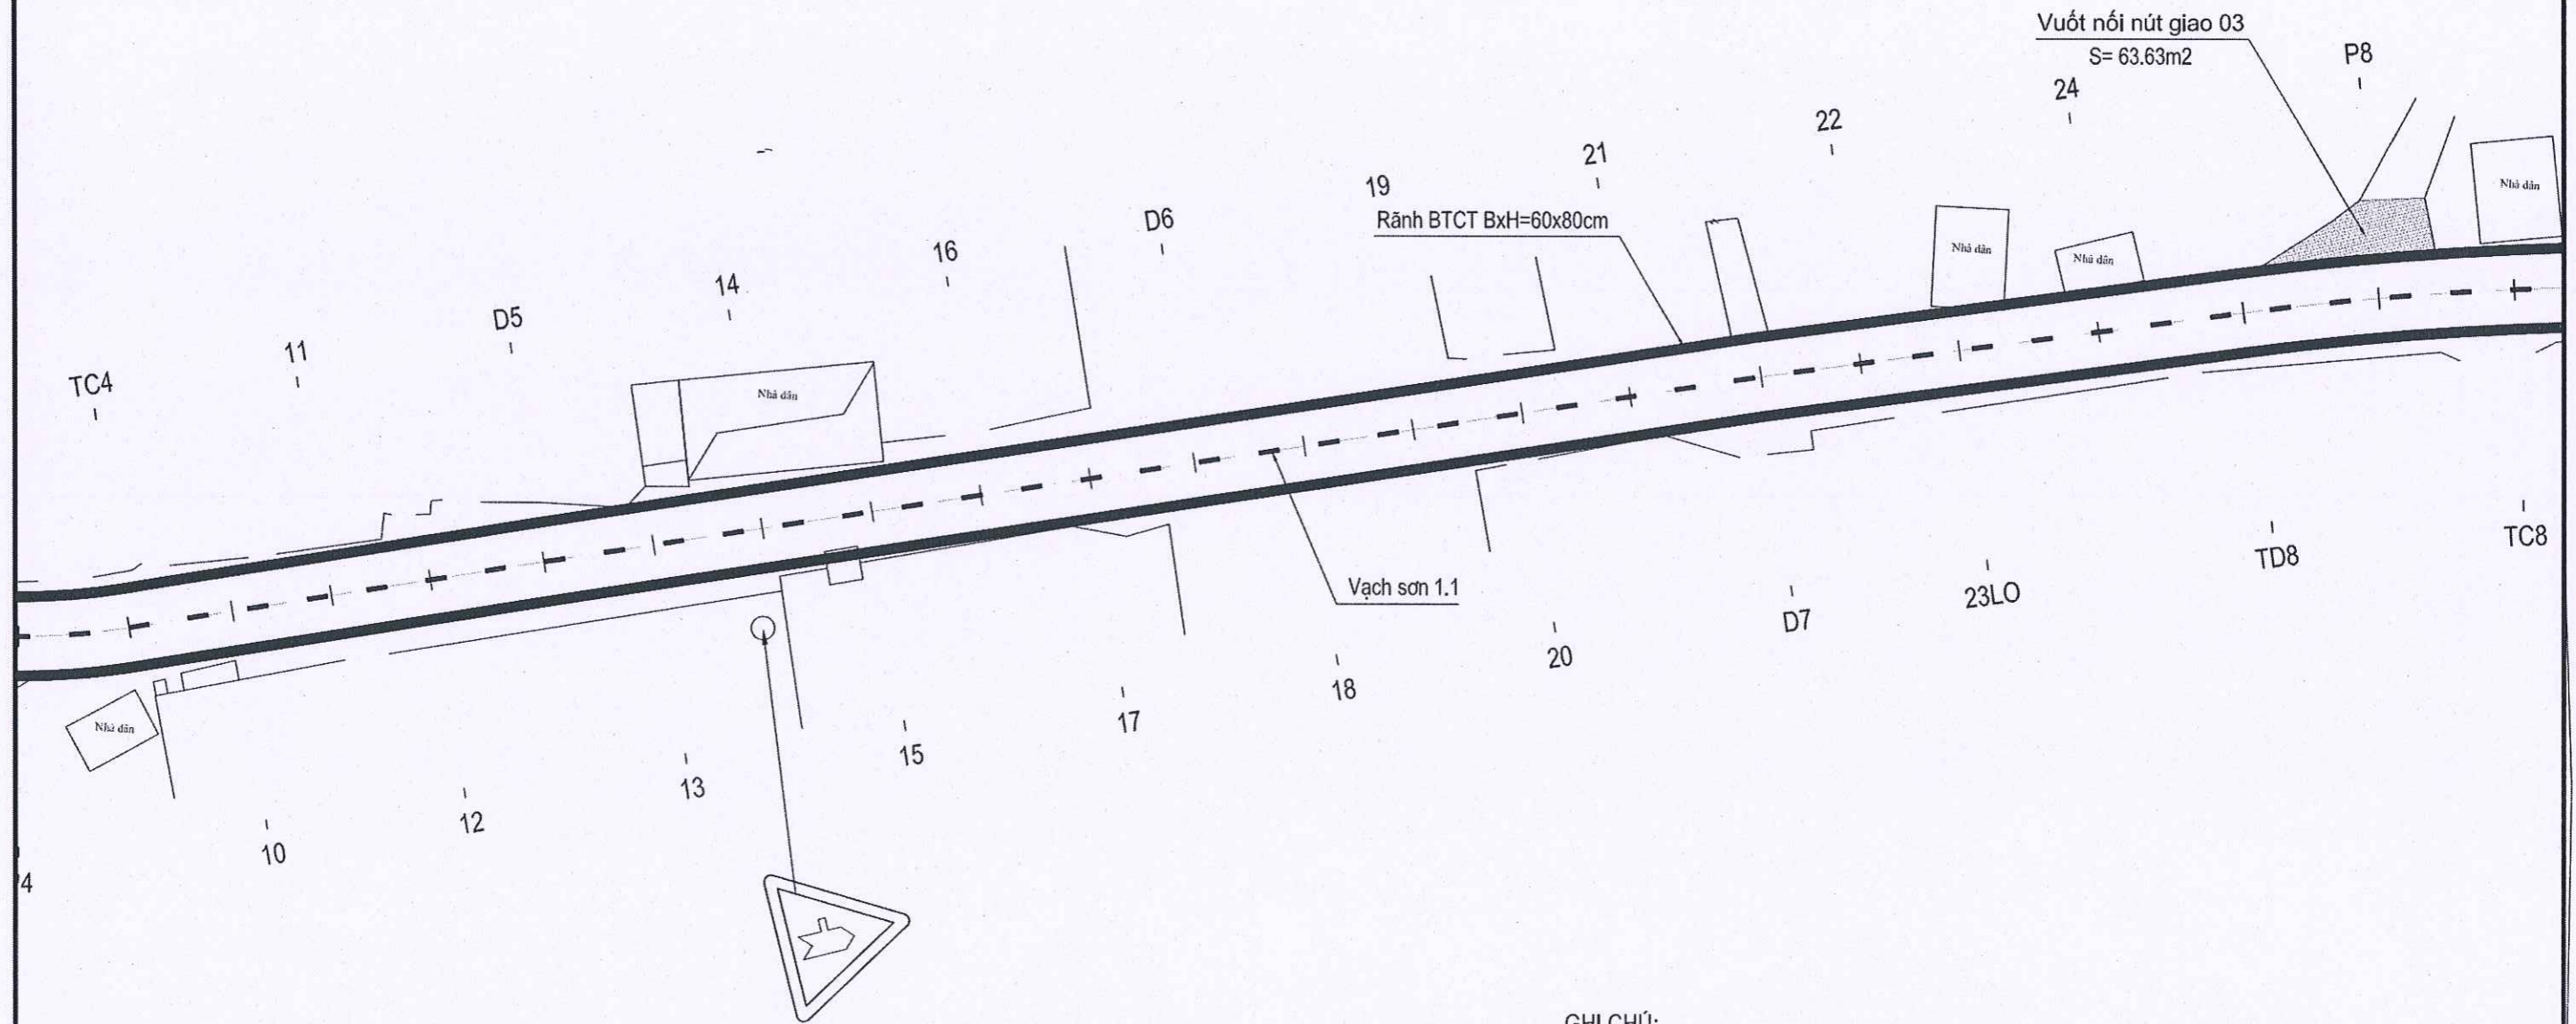 Vuốt nối nút giao 03
S= 63.63m2
P8
24
22
21
19
Rãnh BTCT BxH=60x80cm
D6
16
14
D5
11
TC4
Nhà dân
Nhà dân
Nhà dân
Nhà dân
Nhà dân
Vạch sơn 1.1
TC8
TD8
23LO
D7
20
18
17
15
13
12
10
4
GHI CHÚ: